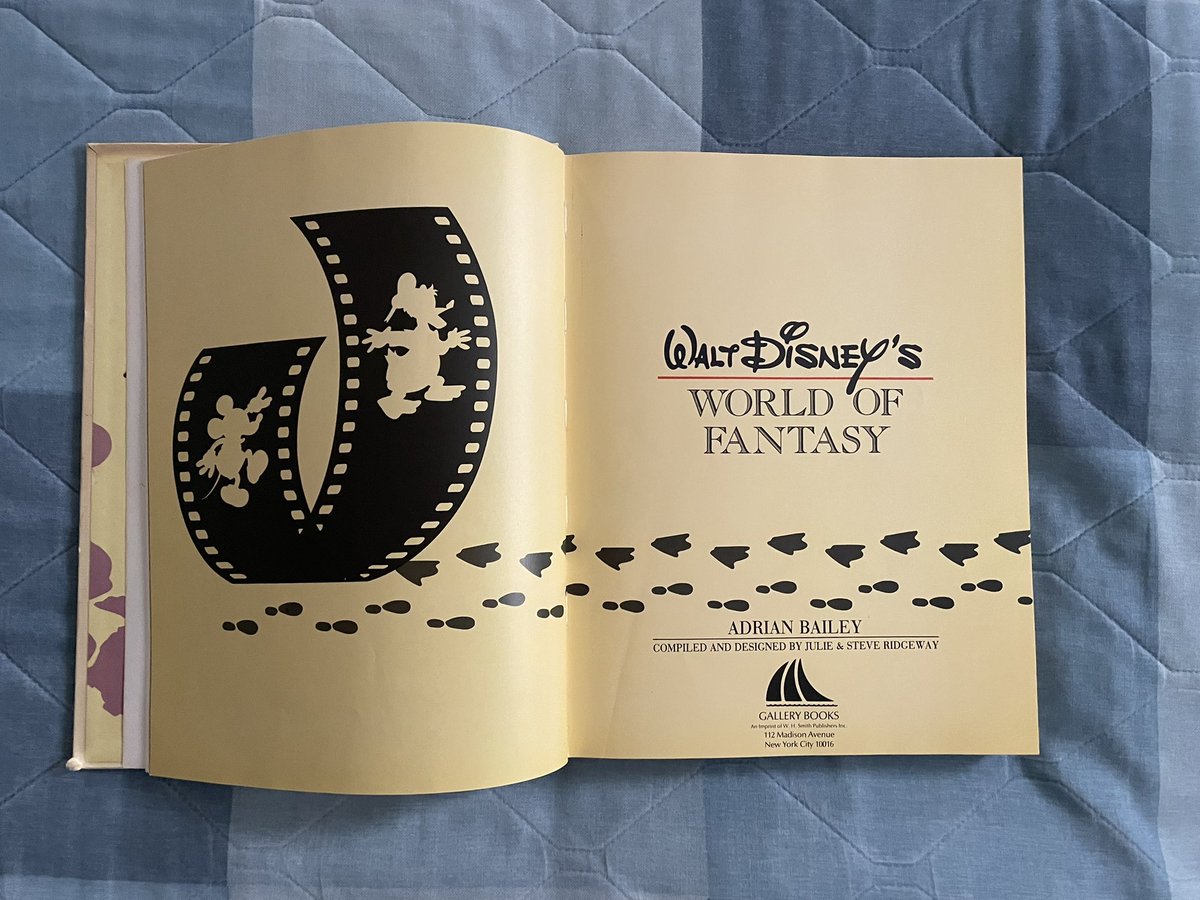 WALT DISNEY'S
WORLD OF
FANTASY
ADRIAN BAILEY
COMPILED AND DESIGNED BY JULIE & STEVE RIDGEWAY
GALLERY BOOKS
An Imprint of W. H. Smith Publishers Inc.
112 Madison Avenue
New York City 10016